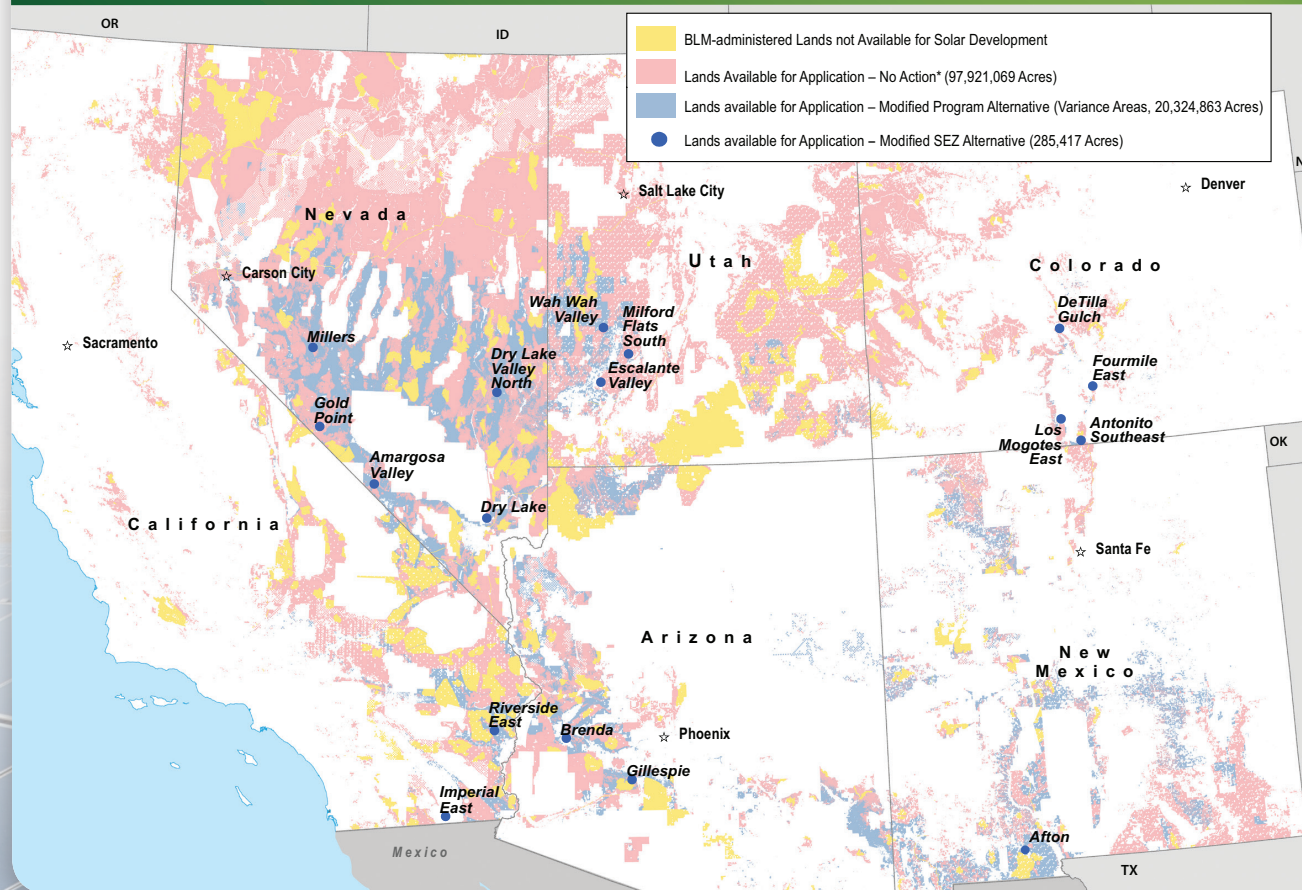 OR
ID
BLM-administered Lands not Available for Solar Development
Lands Available for Application – No Action* (97,921,069 Acres)
Lands available for Application – Modified Program Alternative (Variance Areas, 20,324,863 Acres)
Lands available for Application – Modified SEZ Alternative (285,417 Acres)
N
Salt Lake City
Denver
Nevada
Utah
Colorado
Carson City
Wah Wah
Valley
Milford
Flats
South
DeTilla
Gulch
Sacramento
Millers
Dry Lake
Valley
North
Escalante
Valley
Fourmile
East
Gold
Point
Los
Mogotes
East
Antonito
Southeast
OK
Amargosa
Valley
Dry Lake
California
Santa Fe
Arizona
New
Mexico
Riverside
East
Brenda
Phoenix
Gillespie
Imperial
East
Afton
Mexico
TX